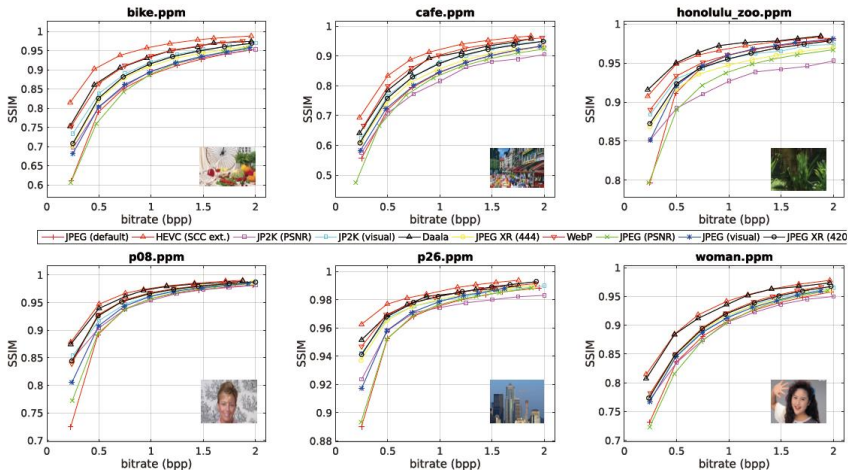 bike.ppm
1
0.95
0.9
0.85
0.8
0.75
0.7
0.65
0.6
SSIM
0 0.5 1 1.5 2
bitrate (bpp)
cafe.ppm
1
0.9
0.8
0.7
0.6
0.5
SSIM
0 0.5 1 1.5 2
bitrate (bpp)
honolulu_zoo.ppm
1
0.95
0.9
0.85
0.8
SSIM
0 0.5 1 1.5 2
bitrate (bpp)
JPEG (default) HEVC (SCC ext.) JP2K (PSNR) JP2K (visual) Daala JPEG XR (444) WebP JPEG (PSNR) JPEG (visual) JPEG XR (420
p08.ppm
1
0.95
0.9
0.85
0.8
0.75
0.7
SSIM
0 0.5 1 1.5 2
bitrate (bpp)
p26.ppm
1
0.98
0.96
0.94
0.92
0.9
0.88
SSIM
0 0.5 1 1.5 2
bitrate (bpp)
woman.ppm
1
0.95
0.9
0.85
0.8
0.75
0.7
SSIM
0 0.5 1 1.5 2
bitrate (bpp)